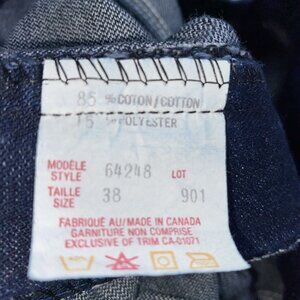 85 % COTON/COTTON
15 % POLYESTER
MODÈLE
STYLE 64248 LOT
TAILLE
SIZE 38 901
FABRIQUÉ AU/MADE IN CANADA
GARNITURE NON COMPRISE
EXCLUSIVE OF TRIM CA-01071